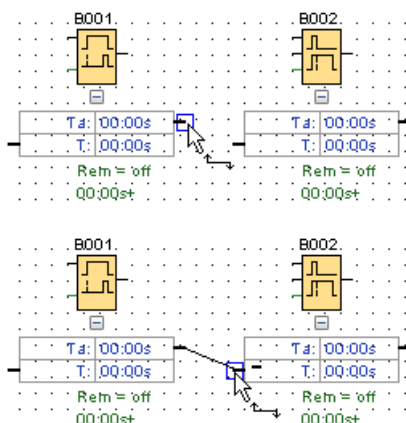 B001 B002
Ta: 00:00s Ta: 00:00s
T: 00:00s T: 00:00s
Rem = off Rem = off
00:00s+ 00:00s+
B001 B002
Ta: 00:00s Ta: 00:00s
T: 00:00s T: 00:00s
Rem = off Rem = off
00:00s+ 00:00s+